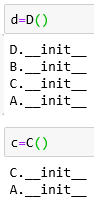 d=D()
D.__init__
B.__init__
C.__init__
A.__init__
c=C()
C.__init__
A.__init__